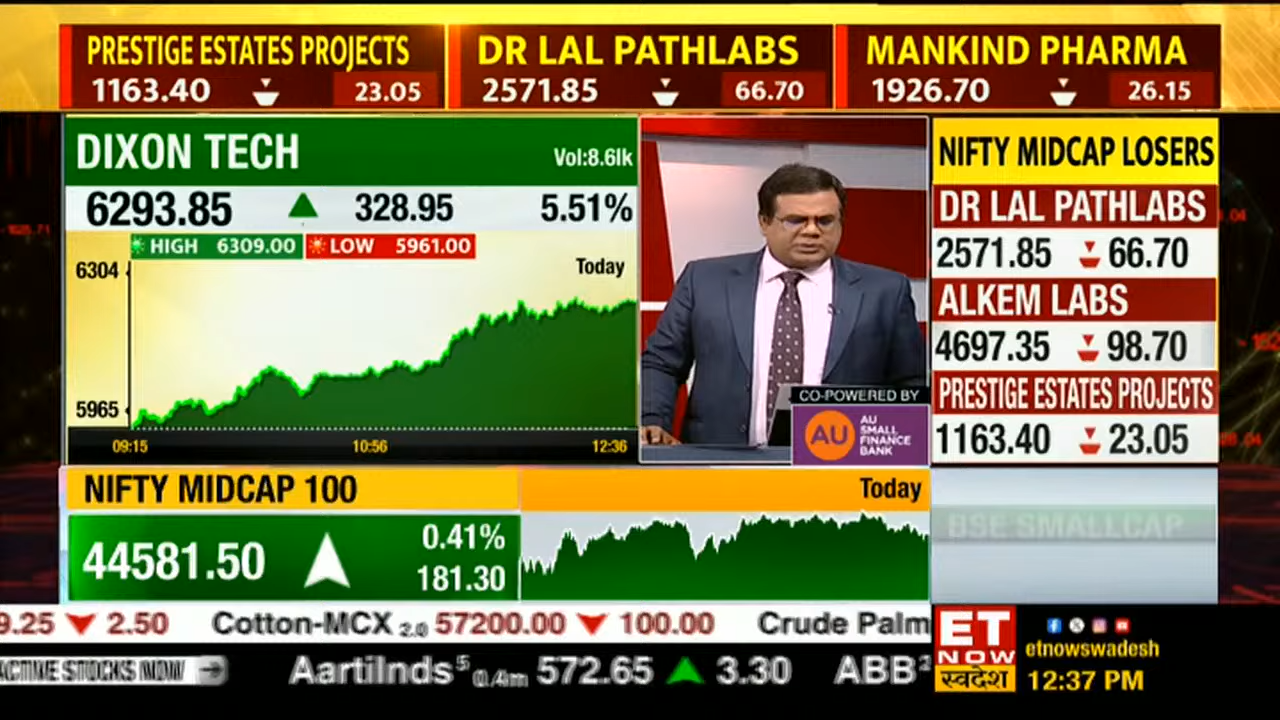 PRESTIGE ESTATES PROJECTS
1163.40 23.05
DR LAL PATHLABS
2571.85 66.70
MANKIND PHARMA
1926.70 26.15
DIXON TECH
Vol:8.6lk
6293.85 328.95 5.51%
HIGH 6309.00 LOW 5961.00
Today
6304
5965
09:15 10:56 12:36
CO-POWERED BY
AU
AU
SMALL
FINANCE
BANK
NIFTY MIDCAP LOSERS
DR LAL PATHLABS
2571.85 66.70
ALKEM LABS
4697.35 98.70
PRESTIGE ESTATES PROJECTS
1163.40 23.05
BSE SMALLCAP
NIFTY MIDCAP 100
Today
44581.50
0.41%
181.30
9.25 2.50 Cotton-MCX 2.0 57200.00 100.00 Crude Palm
ACTIVE STOCKS NOW AartiInds 5 0.4m 572.65 3.30 ABB 2
ET
NOW
स्वदेश
etnowswadesh
12:37 PM